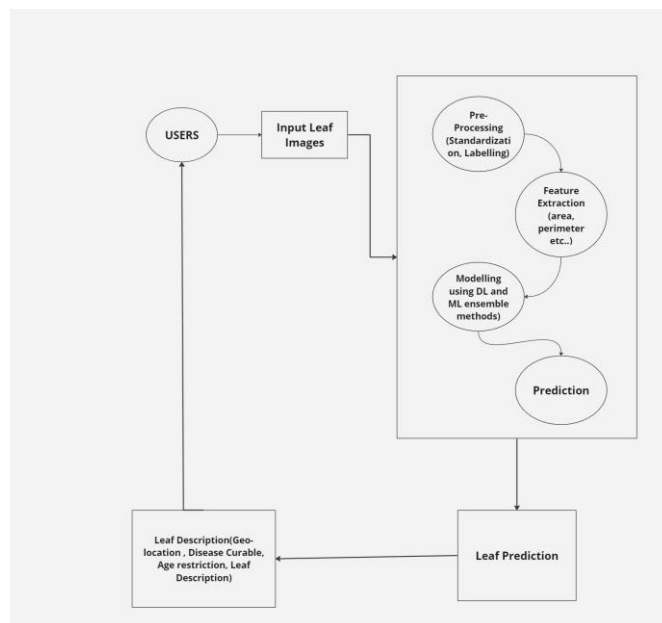 USERS
Input Leaf
Images
Pre-
Processing
(Standardizati
on, Labelling)
Feature
Extraction
(area,
perimeter
etc..)
Modelling
using DL and
ML ensemble
methods)
Prediction
Leaf Prediction
Leaf Description(Geo-
location , Disease Curable,
Age restriction, Leaf
Description)